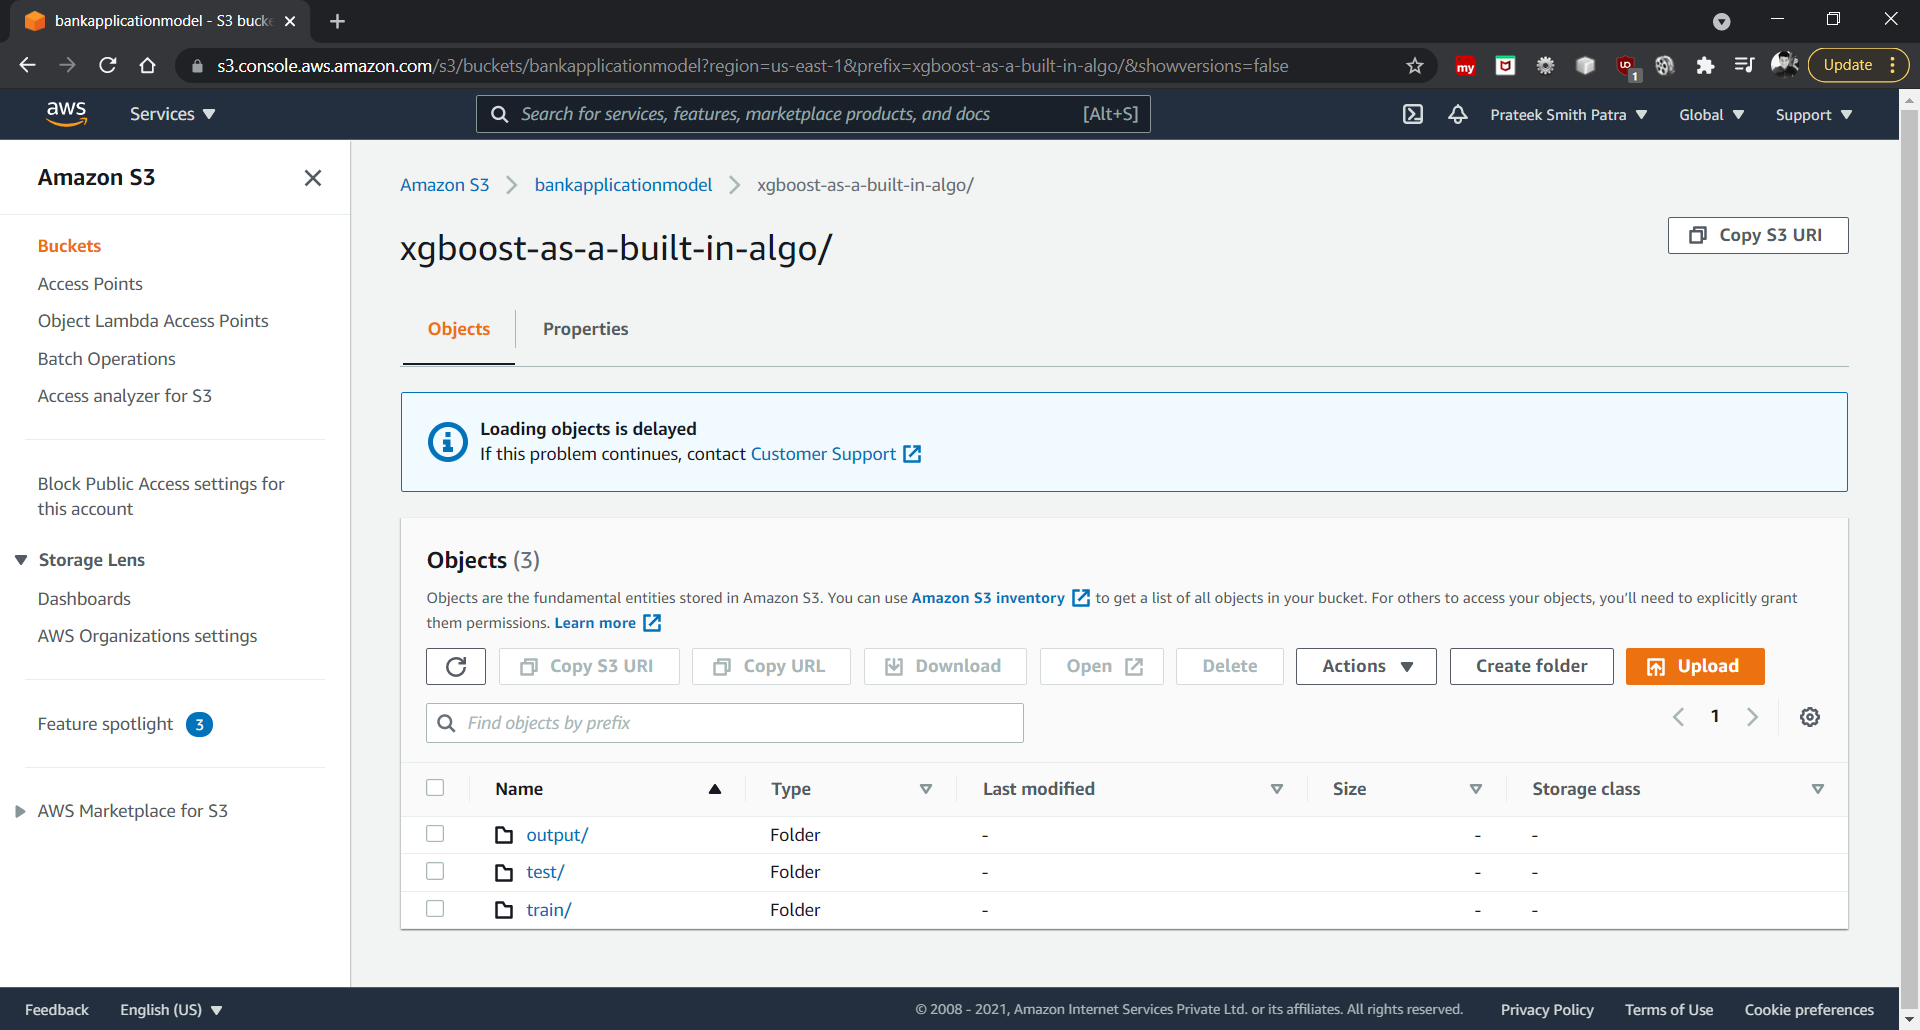 bankapplicationmodel - S3 bucke
s3.console.aws.amazon.com/s3/buckets/bankapplicationmodel?region=us-east-1&prefix=xgboost-as-a-built-in-algo/&showversions=false
my
1
Update
aws
Services
Search for services, features, marketplace products, and docs [Alt+S]
Prateek Smith Patra
Global
Support
Amazon S3
Buckets
Access Points
Object Lambda Access Points
Batch Operations
Access analyzer for S3
Block Public Access settings for
this account
Storage Lens
Dashboards
AWS Organizations settings
Feature spotlight 3
AWS Marketplace for S3
Amazon S3 > bankapplicationmodel > xgboost-as-a-built-in-algo/
xgboost-as-a-built-in-algo/
Copy S3 URI
Objects
Properties
Loading objects is delayed
If this problem continues, contact Customer Support
Objects (3)
Objects are the fundamental entities stored in Amazon S3. You can use Amazon S3 inventory to get a list of all objects in your bucket. For others to access your objects, you'll need to explicitly grant
them permissions. Learn more
Copy S3 URI
Copy URL
Download
Open
Delete
Actions
Create folder
Upload
Find objects by prefix
1
Name Type Last modified Size Storage class
output/ Folder - - -
test/ Folder - - -
train/ Folder - - -
Feedback
English (US)
© 2008 - 2021, Amazon Internet Services Private Ltd. or its affiliates. All rights reserved.
Privacy Policy
Terms of Use
Cookie preferences